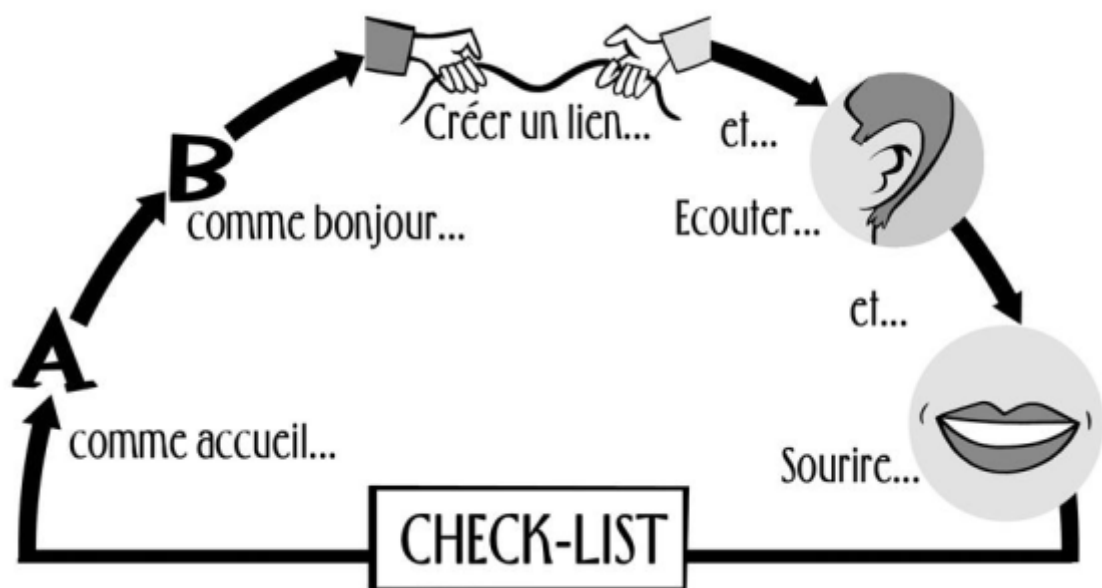 A
comme accueil...
B
comme bonjour...
Créer un lien...
et...
Ecouter...
et...
Sourire...
CHECK-LIST